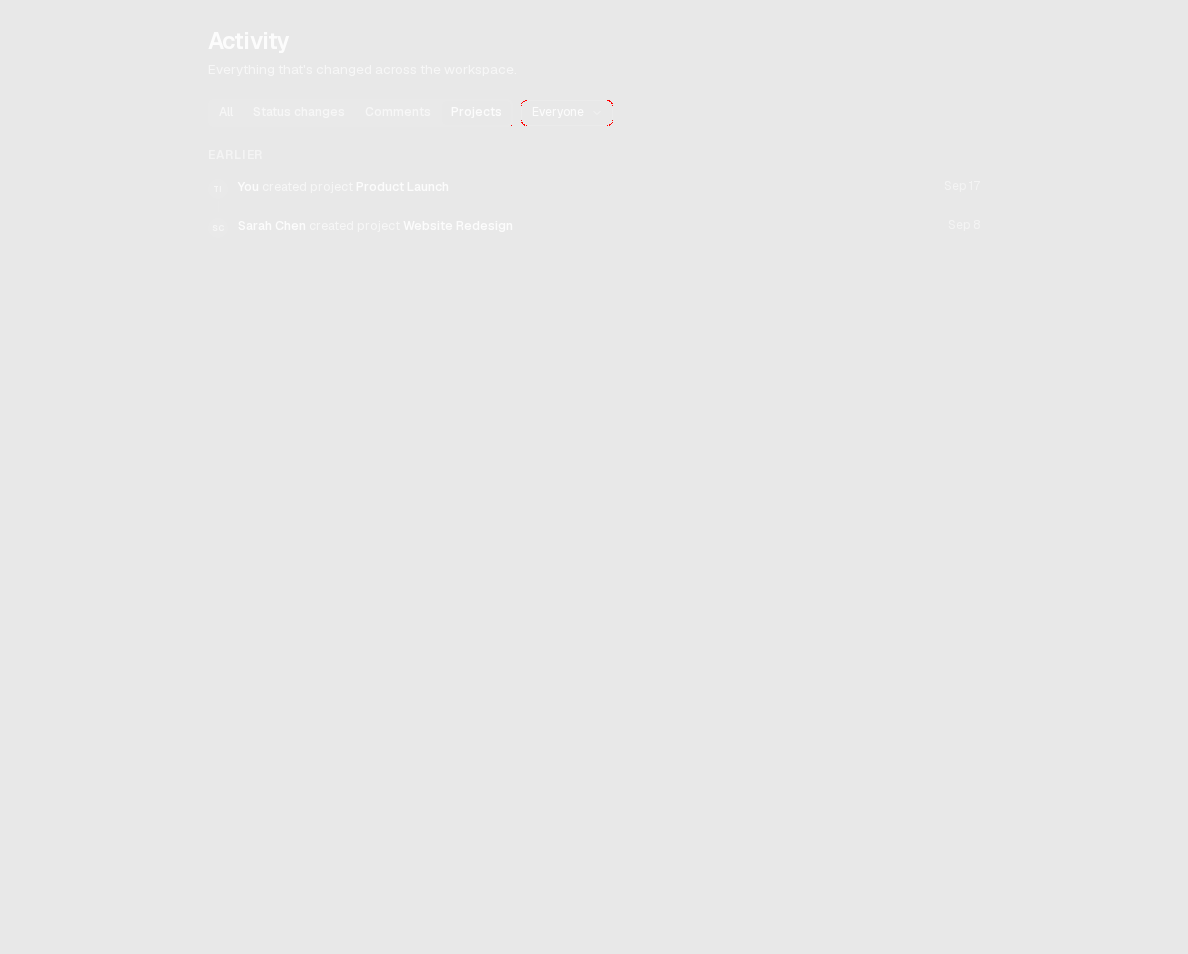 Activity
Everything that's changed across the workspace.
All Status changes Comments Projects Everyone
EARLIER
You created project Product Launch Sep 17
SC Sarah Chen created project Website Redesign Sep 8